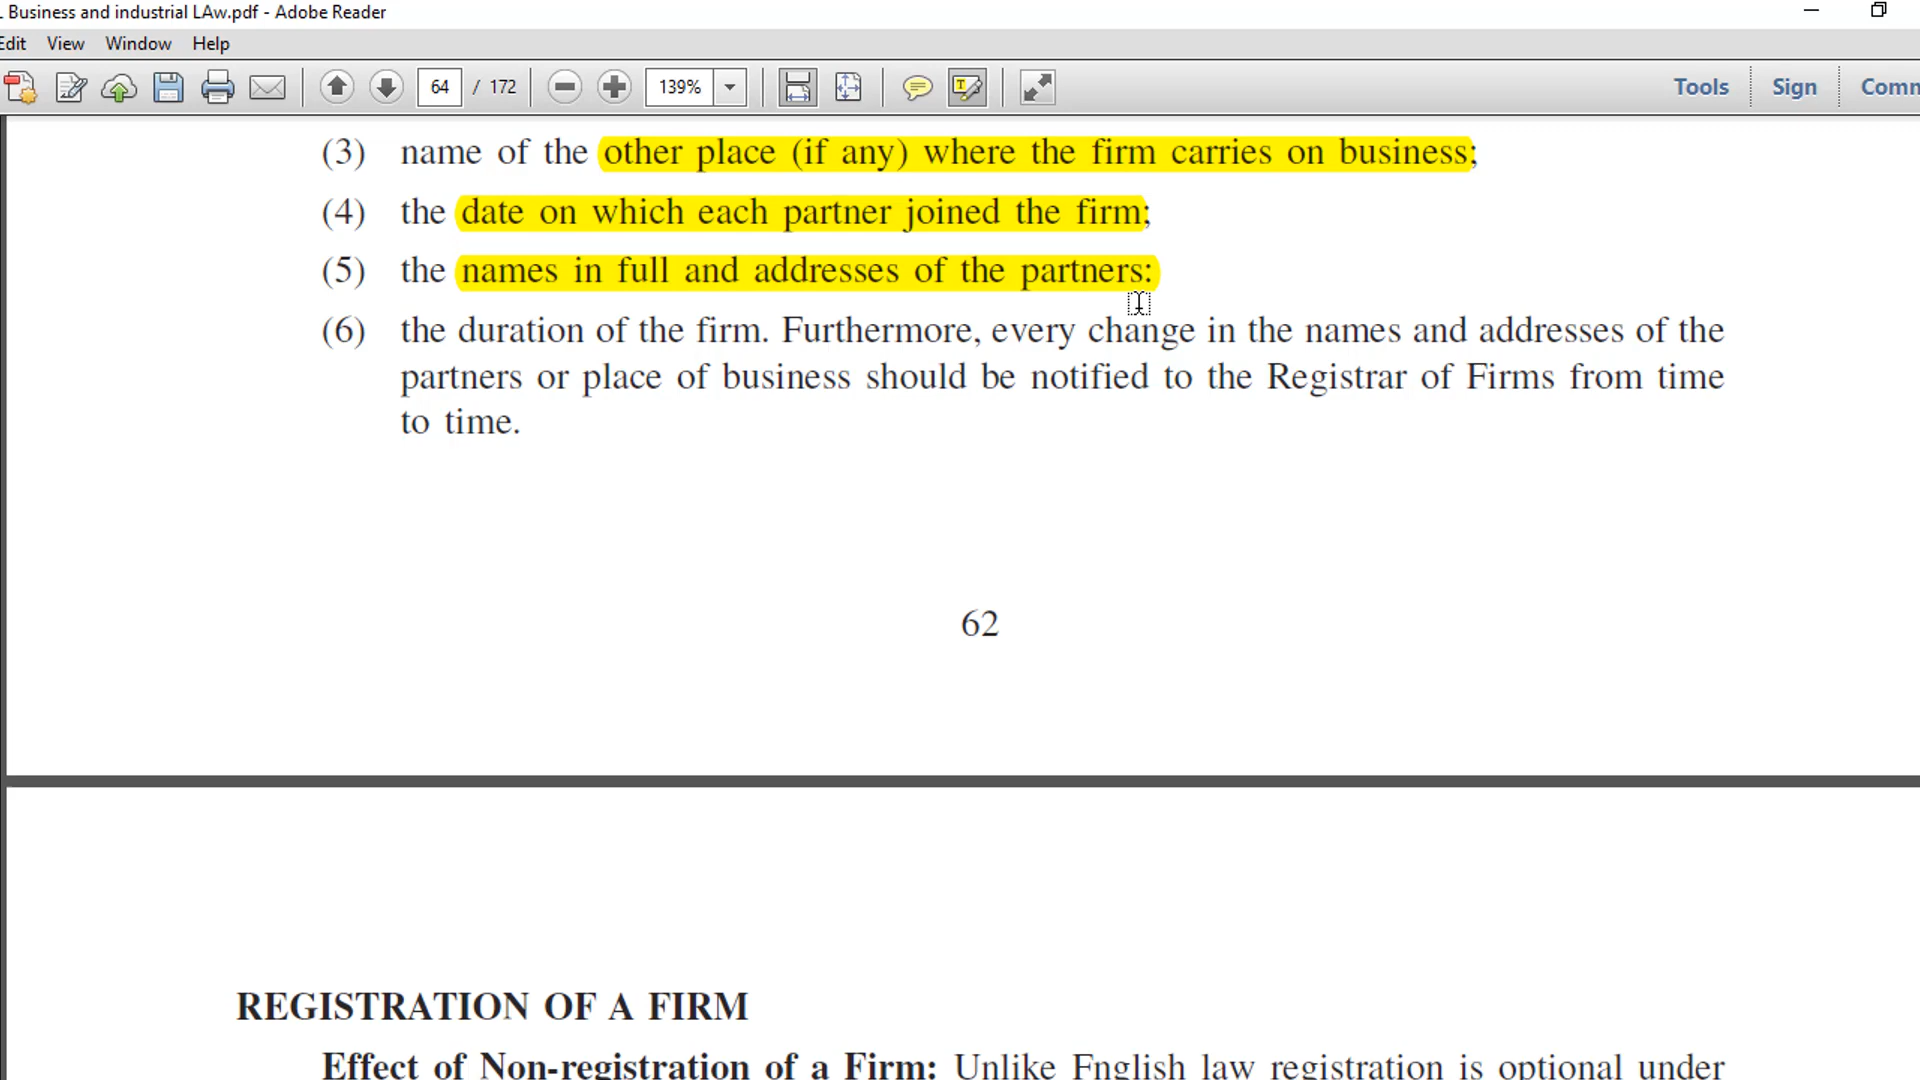 Business and industrial LAw.pdf - Adobe Reader
Edit View Window Help
64 / 172 139% Tools Sign Comm
(3) name of the other place (if any) where the firm carries on business;
(4) the date on which each partner joined the firm;
(5) the names in full and addresses of the partners:
(6) the duration of the firm. Furthermore, every change in the names and addresses of the
partners or place of business should be notified to the Registrar of Firms from time
to time.
62
REGISTRATION OF A FIRM
Effect of Non-registration of a Firm: Unlike English law registration is optional under